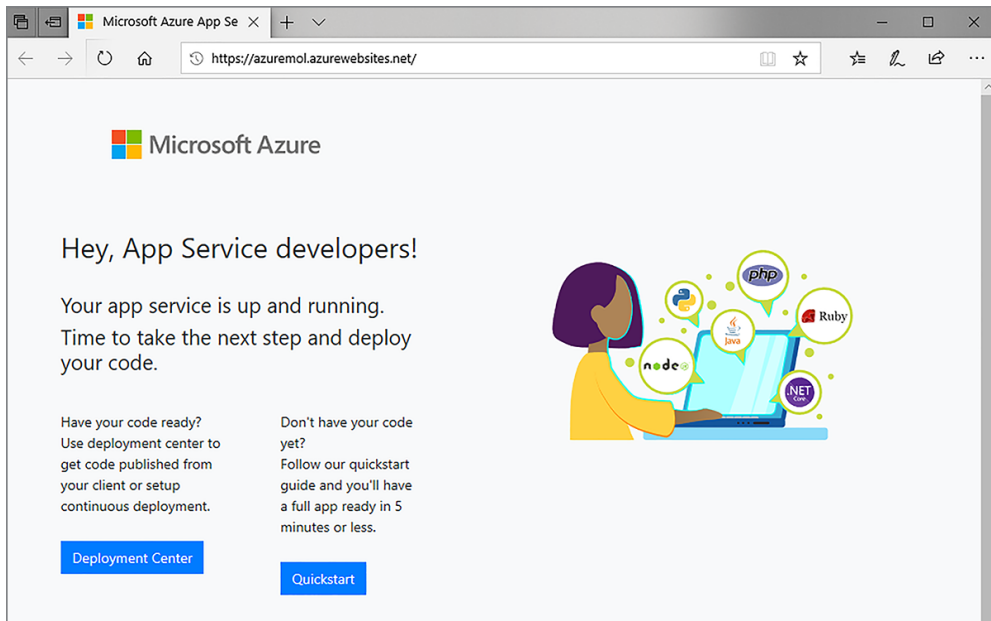 Microsoft Azure App Se
https://azuremol.azurewebsites.net/
Microsoft Azure
Hey, App Service developers!
Your app service is up and running.
Time to take the next step and deploy
your code.
Have your code ready?
Use deployment center to
get code published from
your client or setup
continuous deployment.
Deployment Center
Don't have your code
yet?
Follow our quickstart
guide and you'll have
a full app ready in 5
minutes or less.
Quickstart
php
Ruby
Java
node
.NET
Core